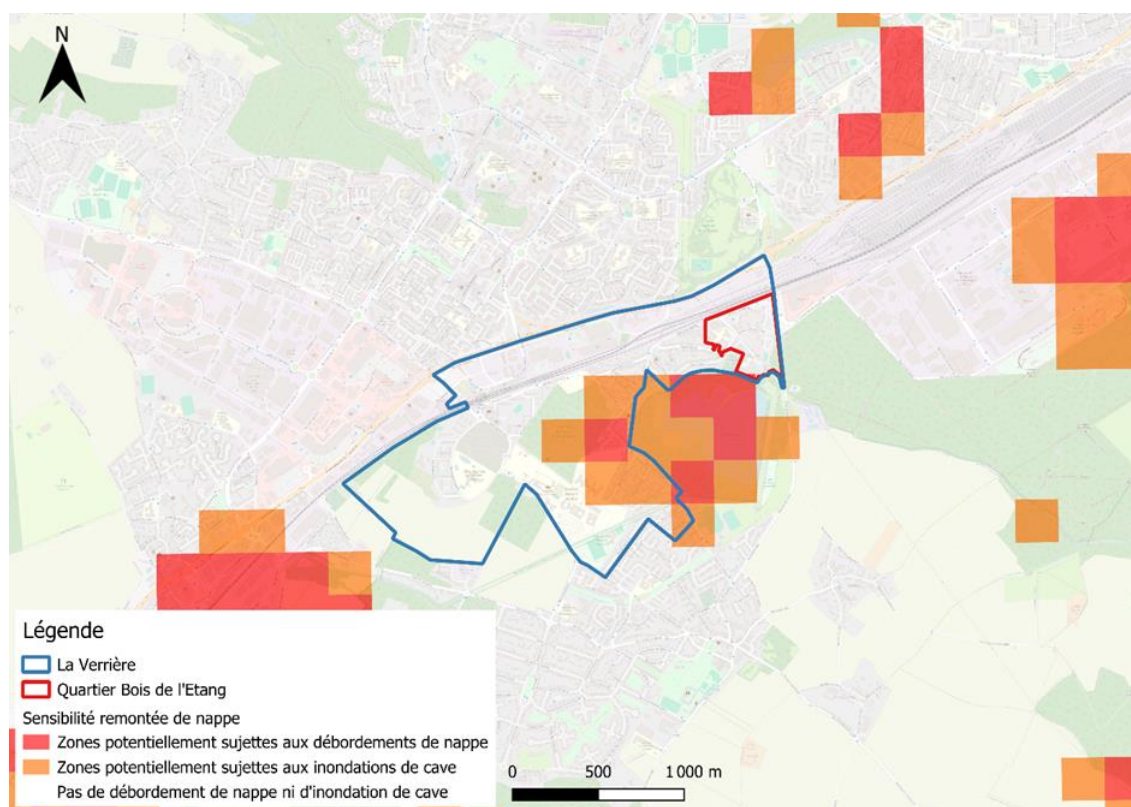 N
Légende
La Verrière
Quartier Bois de l'Etang
Sensibilité remontée de nappe
Zones potentiellement sujettes aux débordements de nappe
Zones potentiellement sujettes aux inondations de cave
Pas de débordement de nappe ni d'inondation de cave
0 500 1 000 m